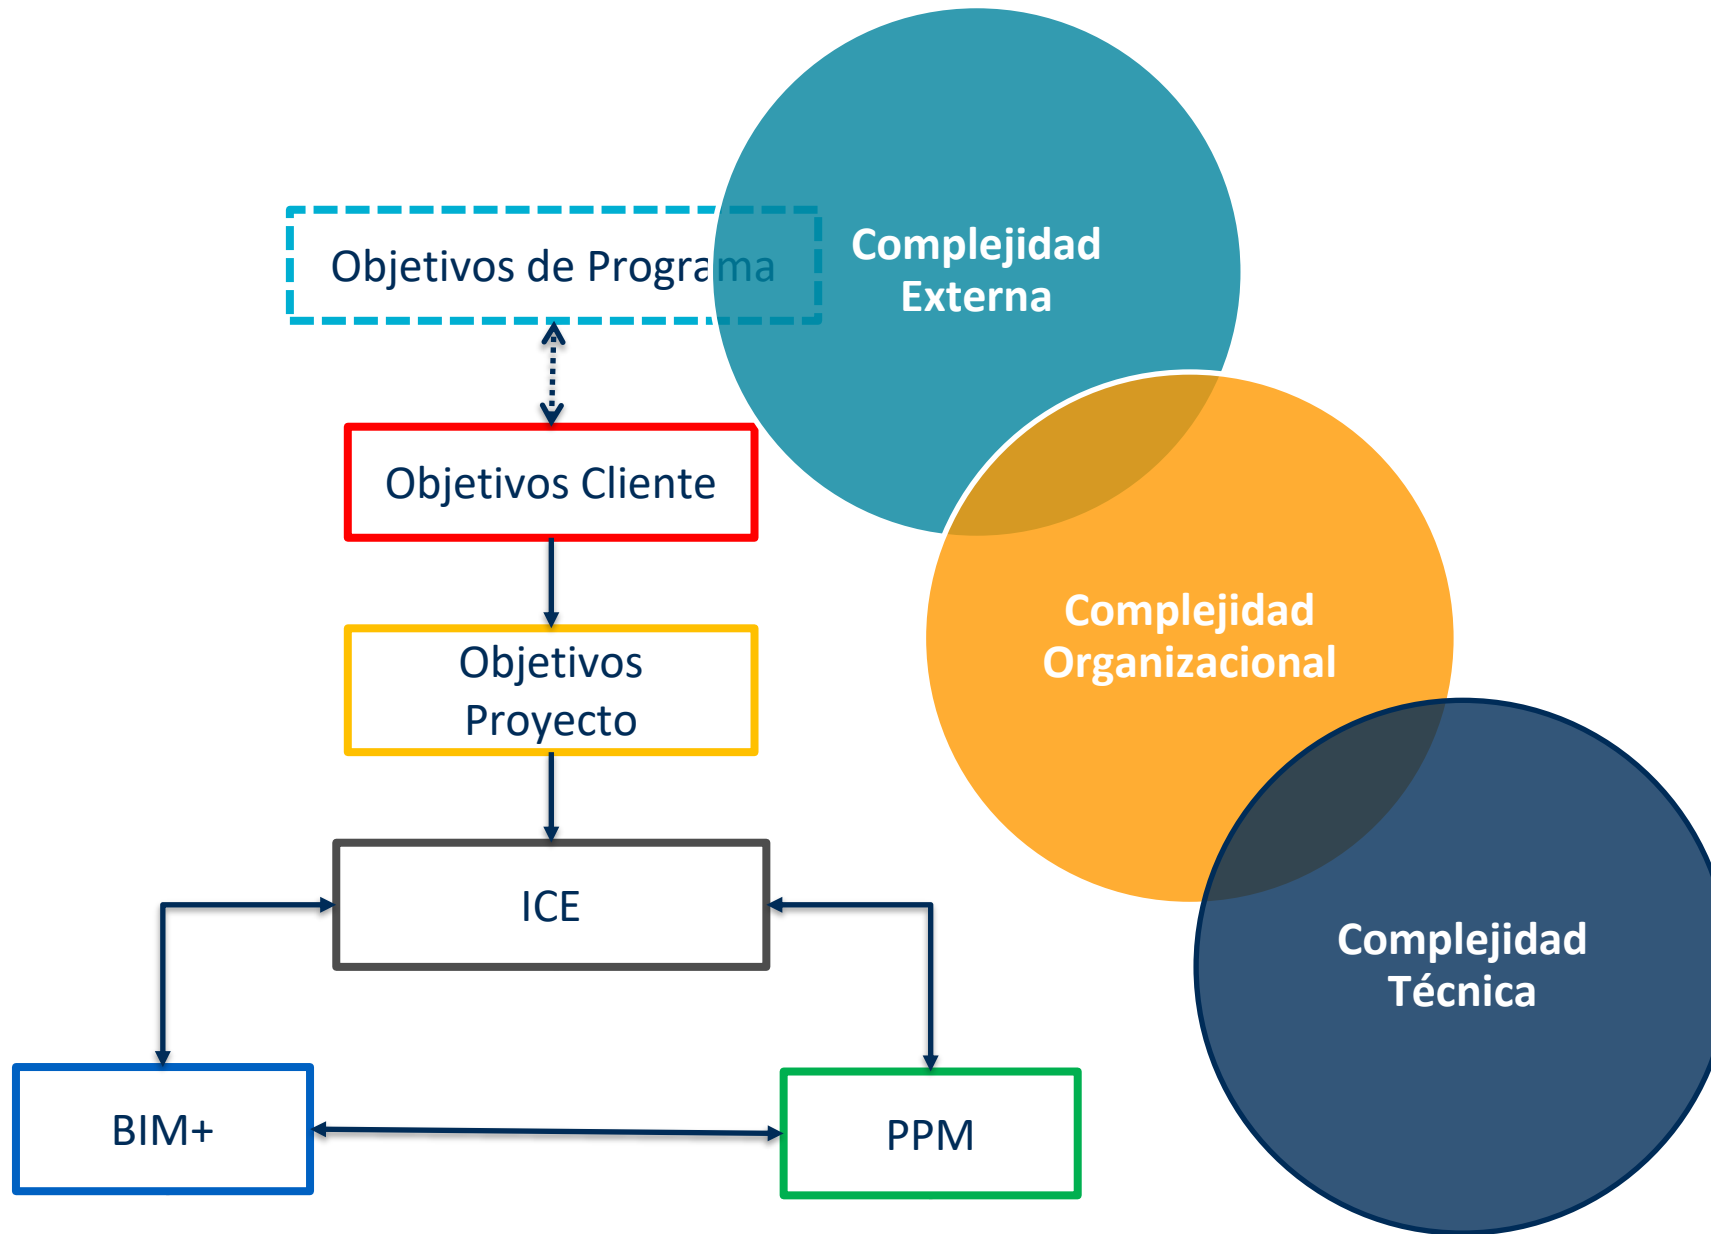 Objetivos de Programa
Complejidad
Externa
Objetivos Cliente
Objetivos
Proyecto
Complejidad
Organizacional
ICE
Complejidad
Técnica
BIM+
PPM